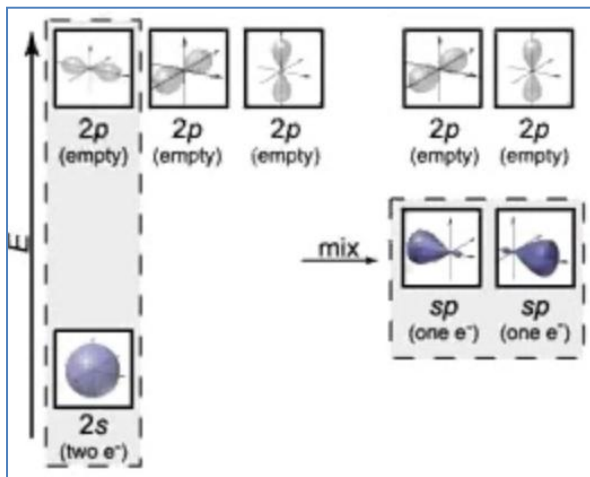 2p 2p 2p 2p 2p
(empty) (empty) (empty) (empty) (empty)
E
mix
sp sp
(one e⁻) (one e⁻)
2s
(two e⁻)